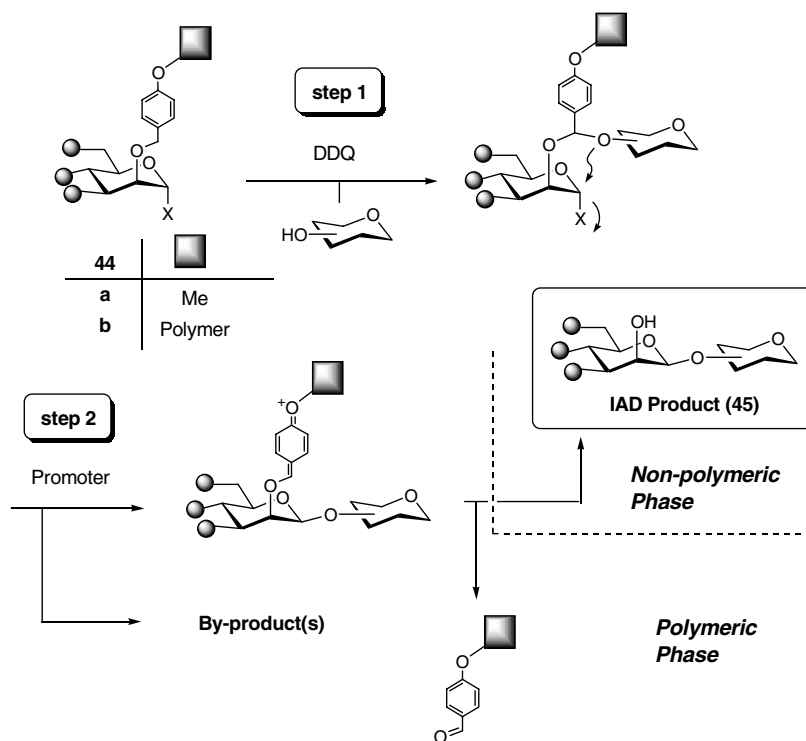 O
step 1
O
O
O
X
DDQ
O
HO
O
O
O
O
O
X
44
a Me
b Polymer
OH
O
O
O
IAD Product (45)
step 2
Promoter
+
O
O
O
O
O
Non-polymeric
Phase
By-product(s)
Polymeric
Phase
O
O